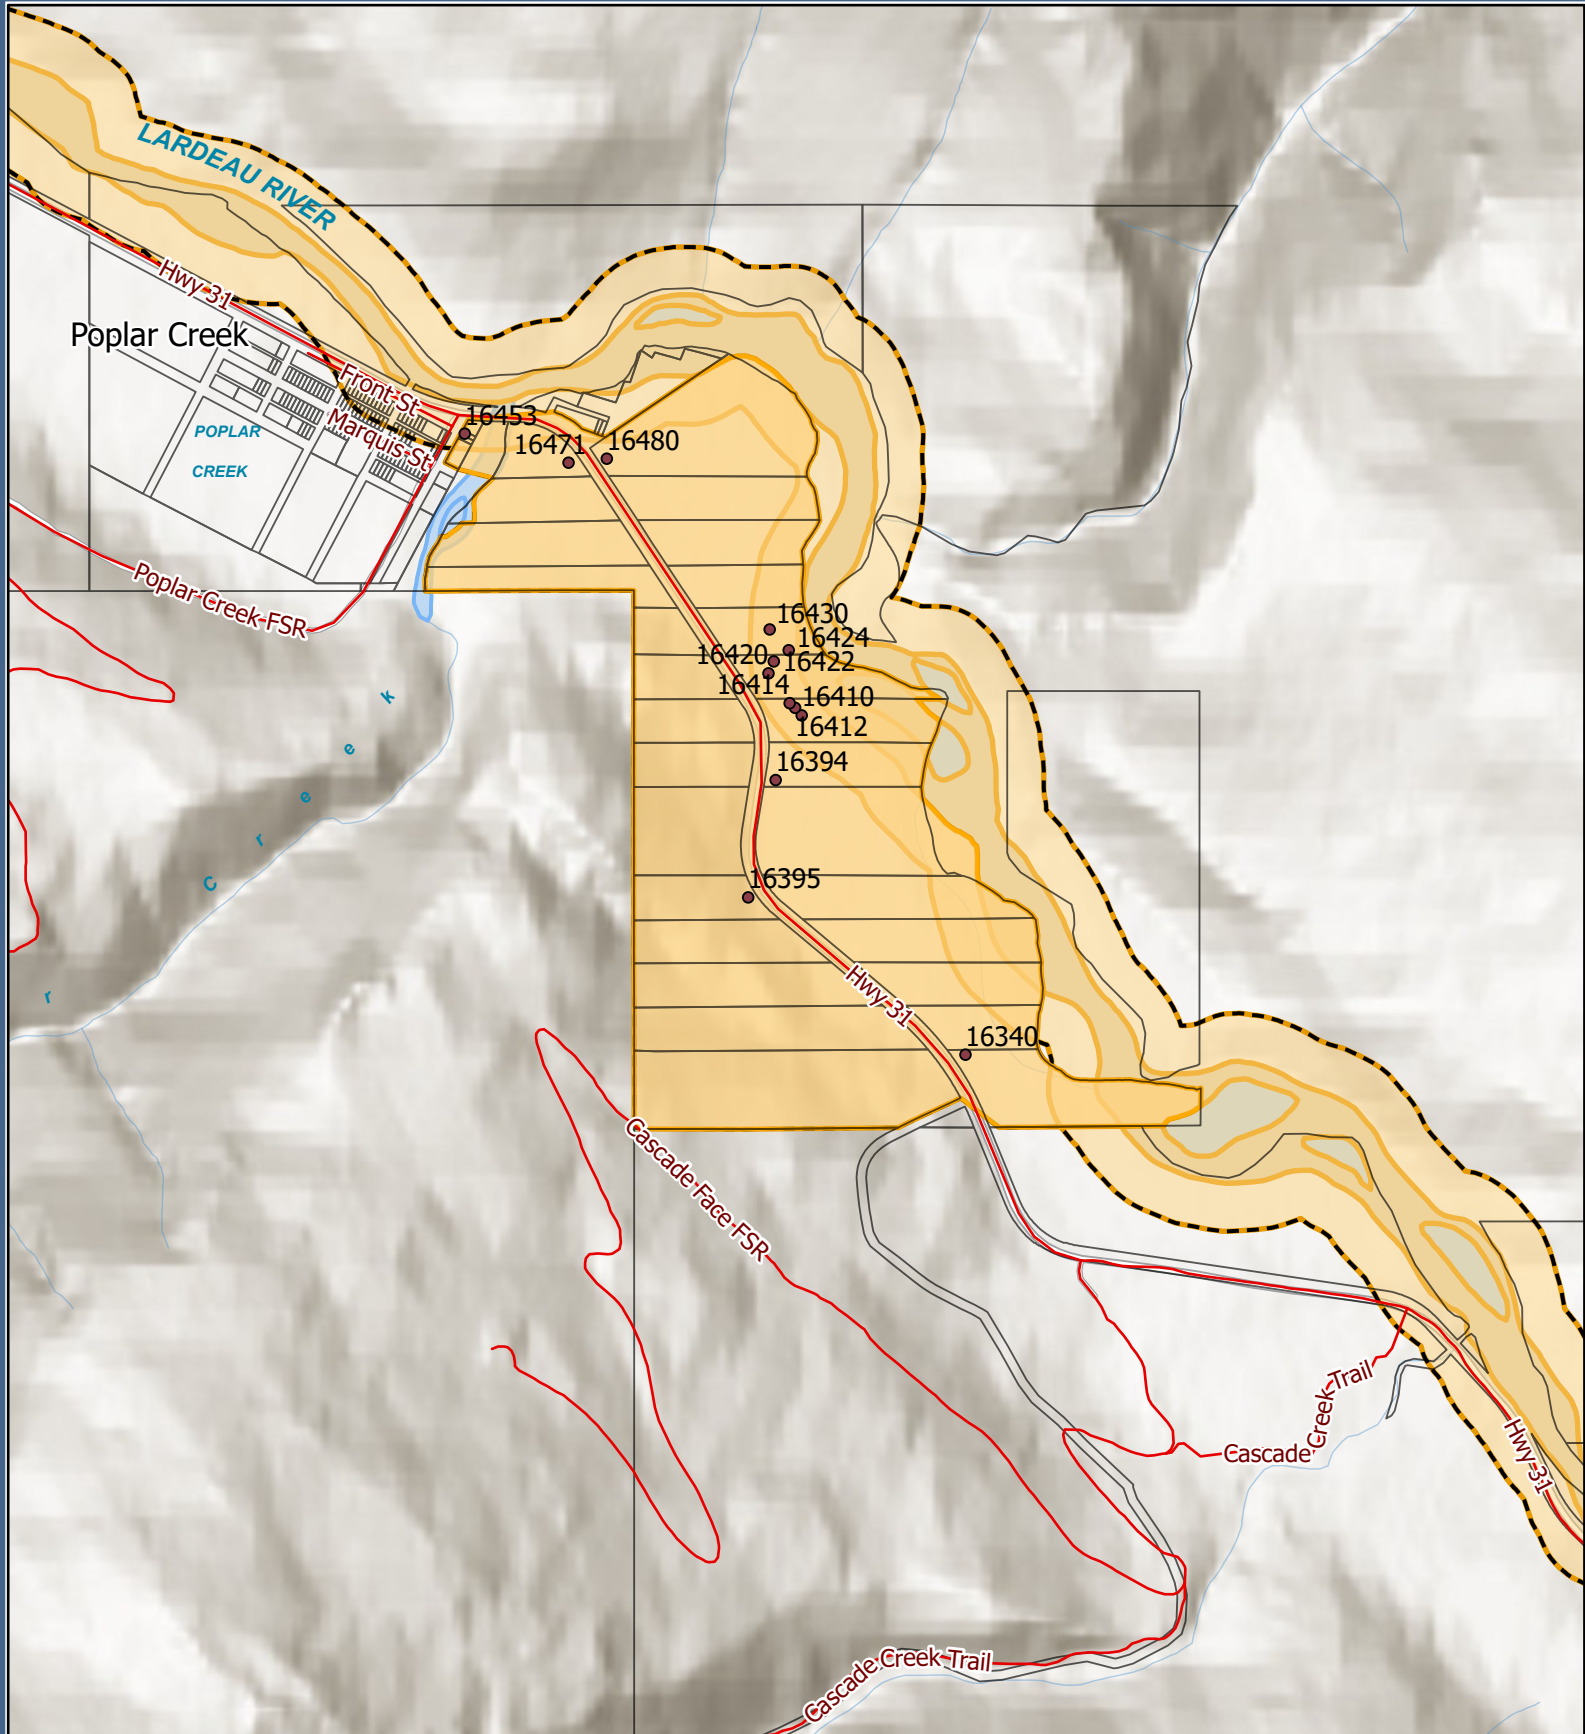 LARDEAU RIVER
Hwy 31
Poplar Creek
Front St
Marquis St
16453
16471
16480
POPLAR
CREEK
Poplar Creek FSR
16430
16424
16420
16422
16414
16410
16412
16394
16395
r
C r e e k
Hwy 31
16340
Cascade Face FSR
Cascade Creek Trail
Hwy 31
Cascade Creek Trail